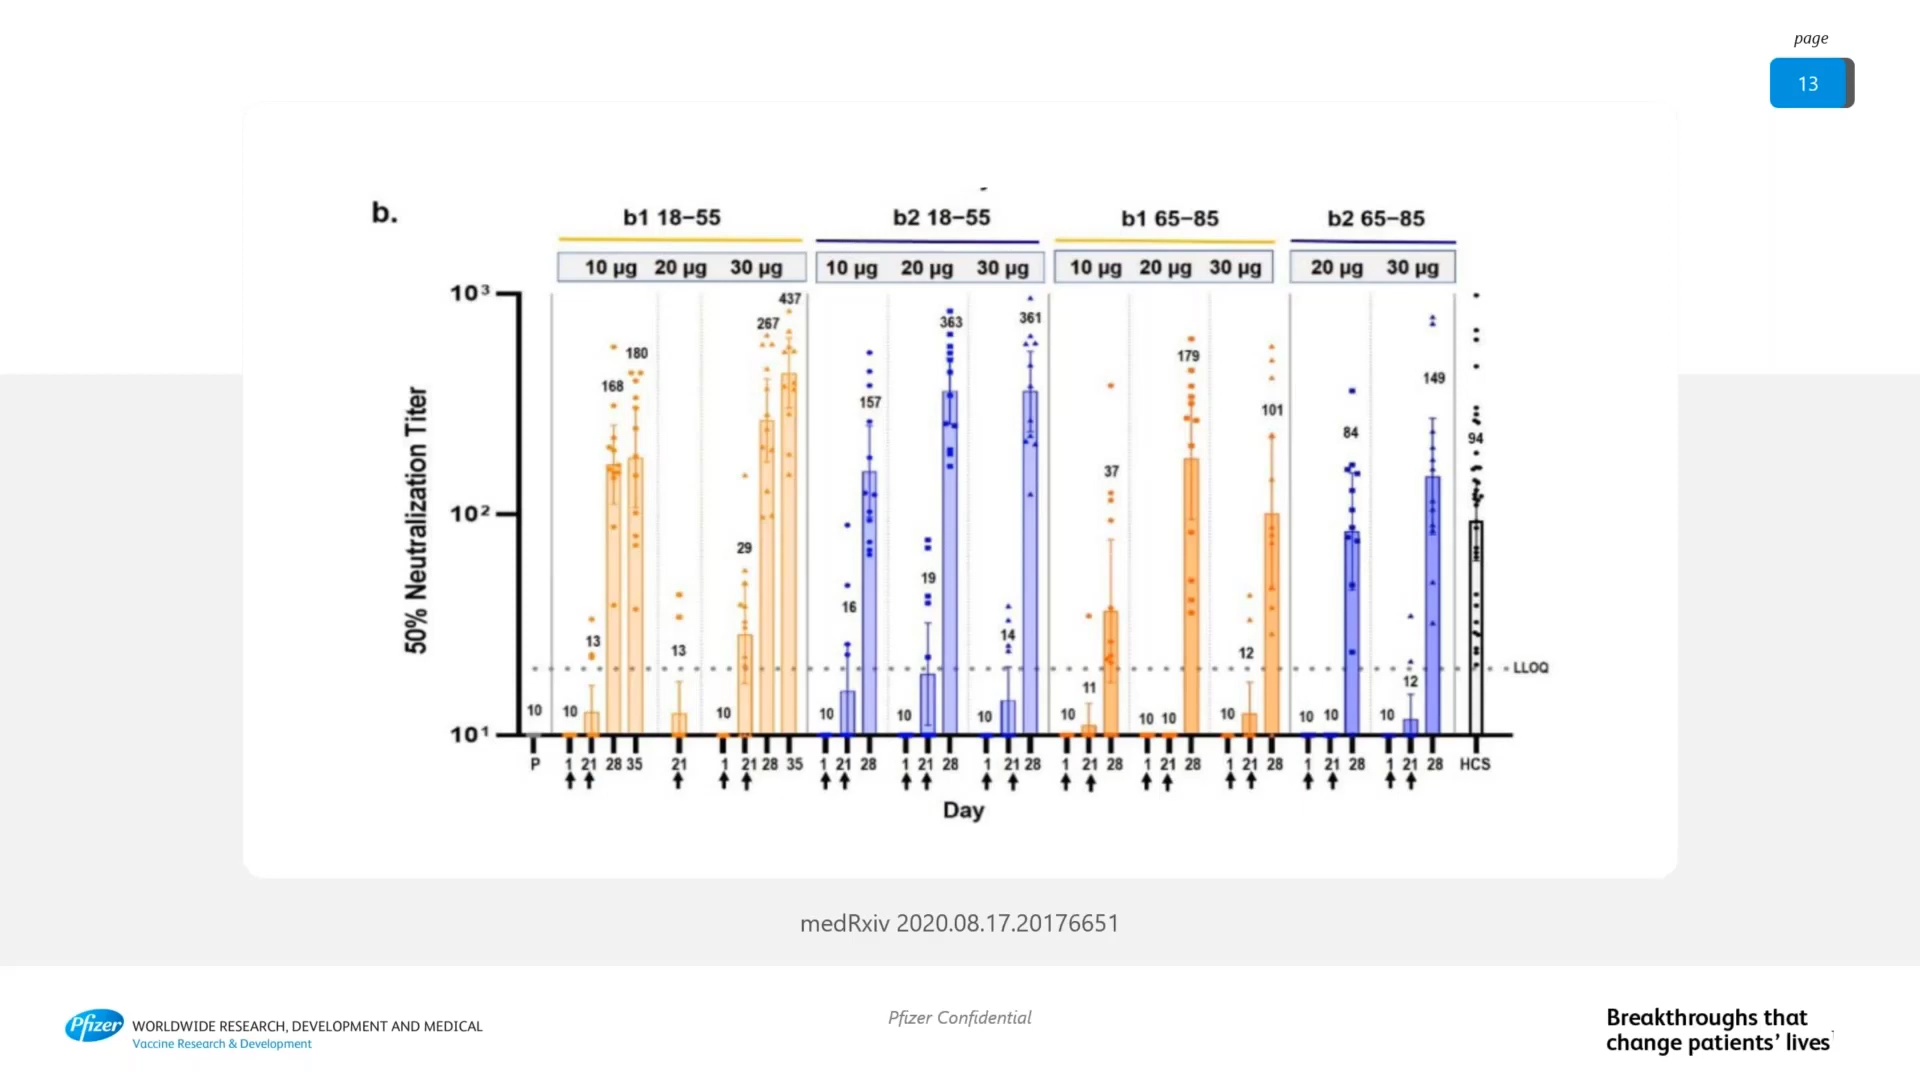 page
13
b.
b1 18–55
b2 18–55
b1 65–85
b2 65–85
10 µg 20 µg 30 µg
10 µg 20 µg 30 µg
10 µg 20 µg 30 µg
20 µg 30 µg
50% Neutralization Titer
10³
10²
10¹
10 10 13 168 180
13
10 29 267 437
10 16 157
10 19 363
10 14 361
10 11 37
10 10 179
10 12 101
10 10 84
10 12 149
94
LLOQ
P 1 21 28 35 21 1 21 28 35 1 21 28 1 21 28 1 21 28 1 21 28 1 21 28 1 21 28 1 21 28 1 21 28 HCS
Day
medRxiv 2020.08.17.20176651
Pfizer
WORLDWIDE RESEARCH, DEVELOPMENT AND MEDICAL
Vaccine Research & Development
Pfizer Confidential
Breakthroughs that
change patients’ lives